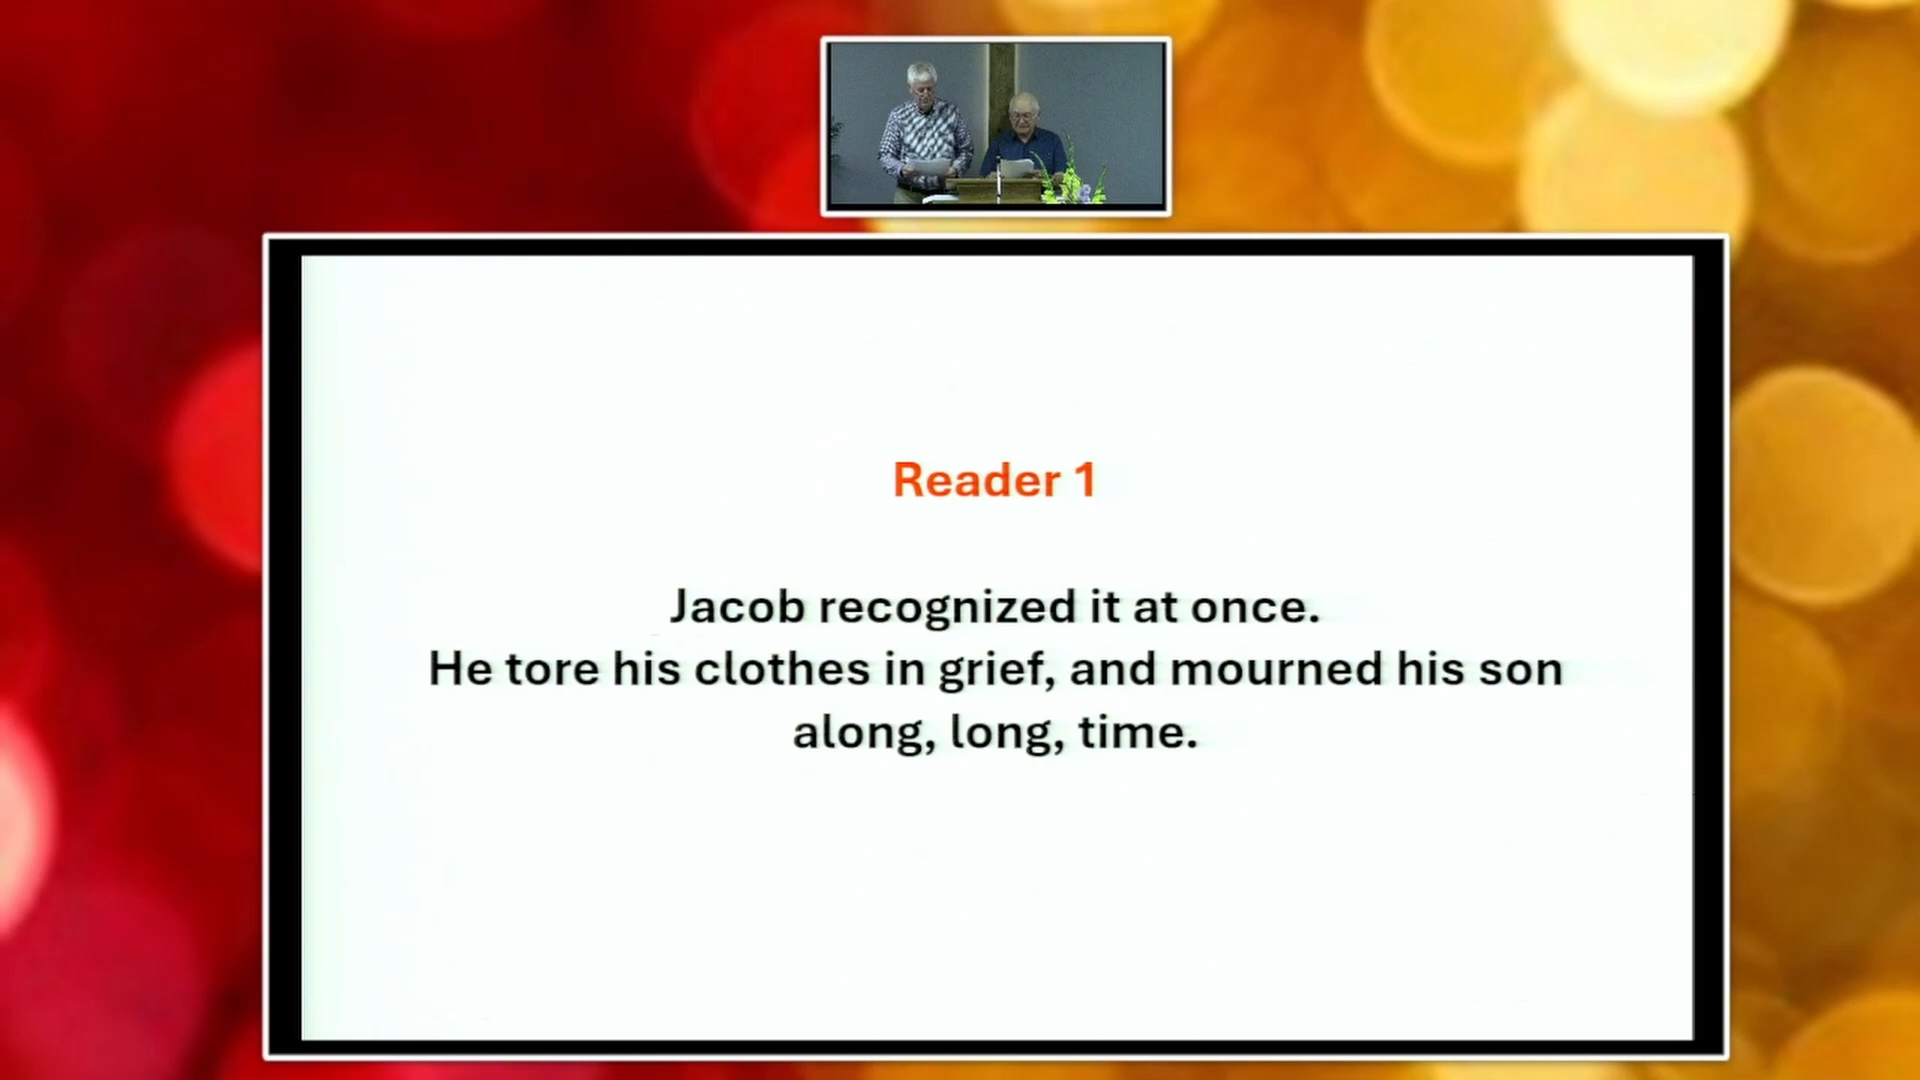 Reader 1
Jacob recognized it at once.
He tore his clothes in grief, and mourned his son
along, long, time.